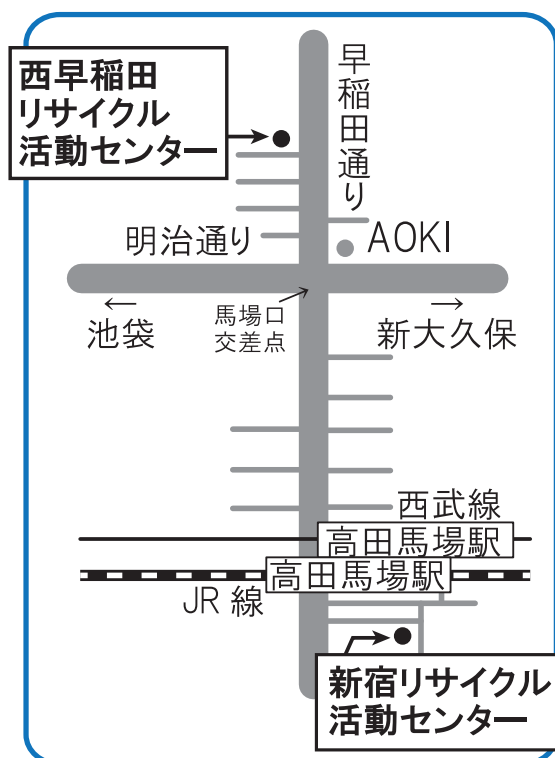 西早稲田
リサイクル
活動センター
早稲田通り
明治通り
AOKI
←
池袋
馬場口
交差点
→
新大久保
西武線
高田馬場駅
高田馬場駅
JR線
新宿リサイクル
活動センター